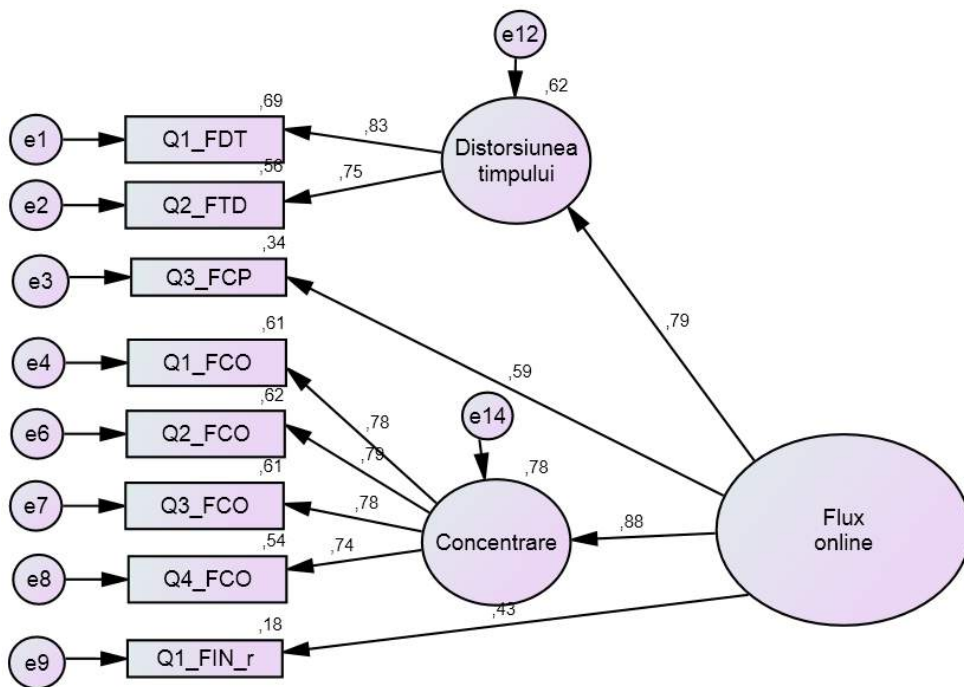 e12
,62
,69
e1
Q1_FDT
,83
Distorsiunea
timpului
,56
e2
Q2_FTD
,75
,34
e3
Q3_FCP
,79
,61
e4
Q1_FCO
,59
,62
e14
,78
e6
Q2_FCO
,79
,78
,61
e7
Q3_FCO
,78
,88
Flux
online
Concentrare
,54
,74
e8
Q4_FCO
,43
,18
e9
Q1_FIN_r